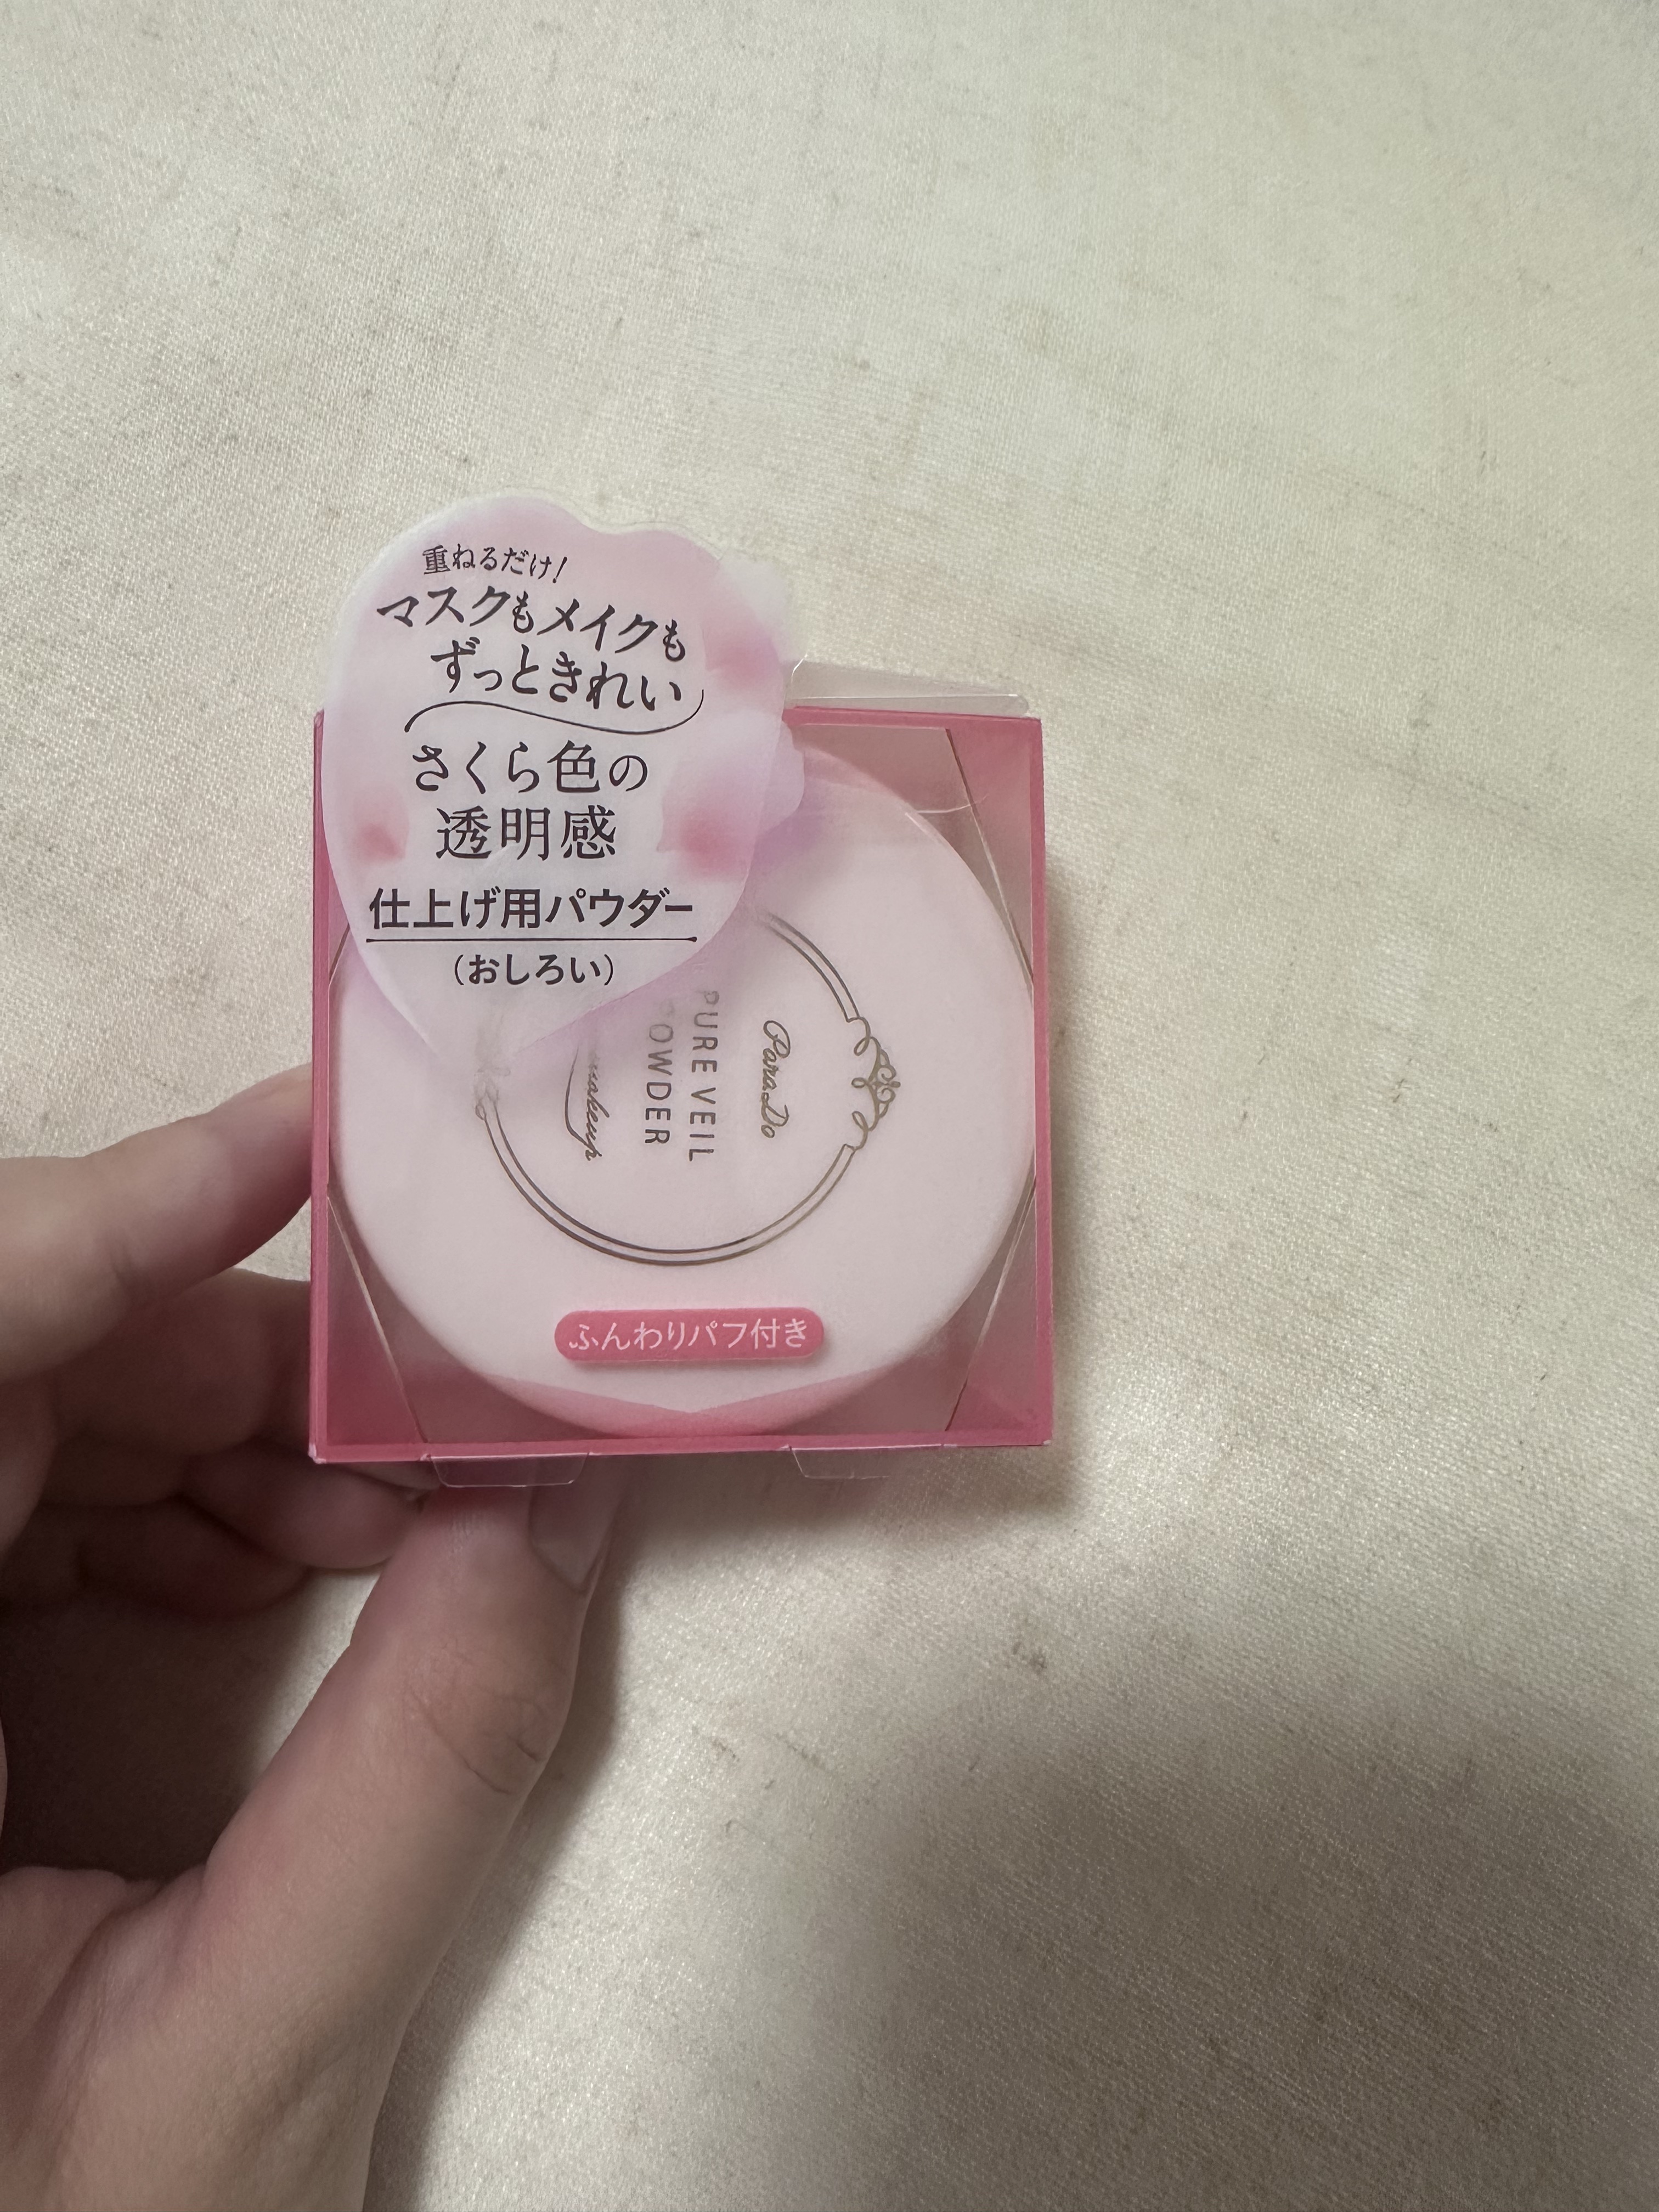 重ねるだけ!
マスクもメイクも
ずっときれい
さくら色の
透明感
仕上げ用パウダー
(おしろい)
ParaDo
PURE VEIL
POWDER
makeup
ふんわりパフ付き